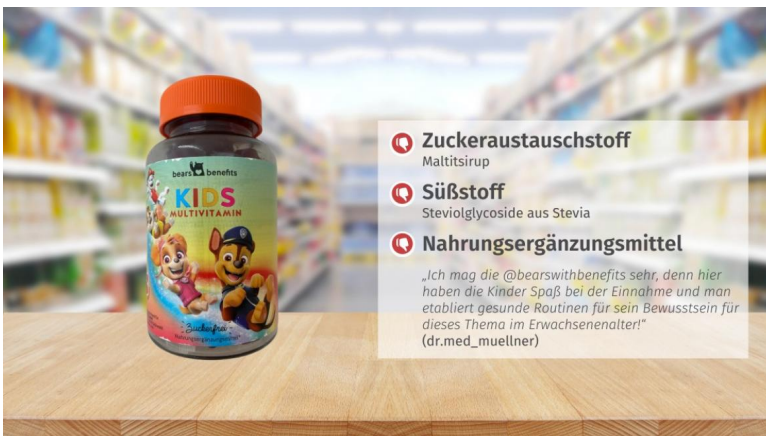 bears benefits
KIDS
MULTIVITAMIN
Zuckerfrei
Zuckeraustauschstoff
Maltitsirup
Süßstoff
Steviolglycoside aus Stevia
Nahrungsergänzungsmittel
„Ich mag die @bearswithbenefits sehr, denn hier
haben die Kinder Spaß bei der Einnahme und man
etabliert gesunde Routinen für sein Bewusstsein für
dieses Thema im Erwachsenenalter!"
(dr.med_muellner)